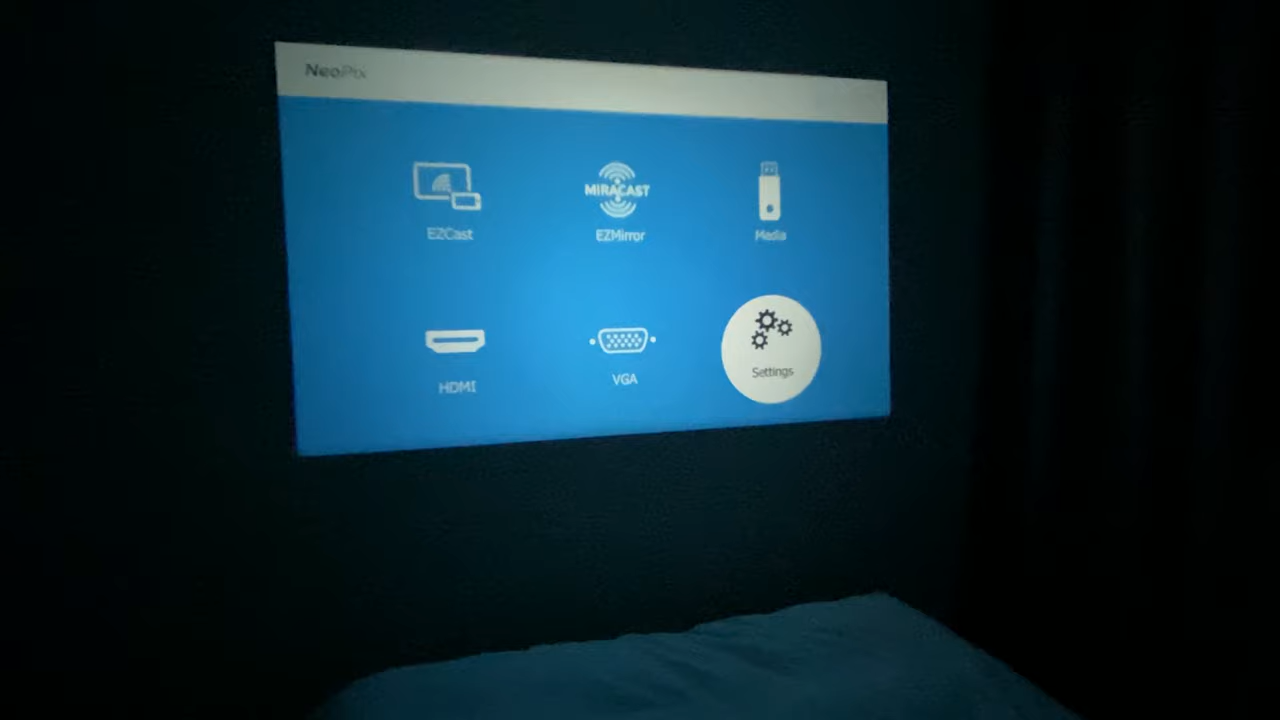 NeoPix
MIRACAST
EZCast
EZMirror
Media
HDMI
VGA
Settings